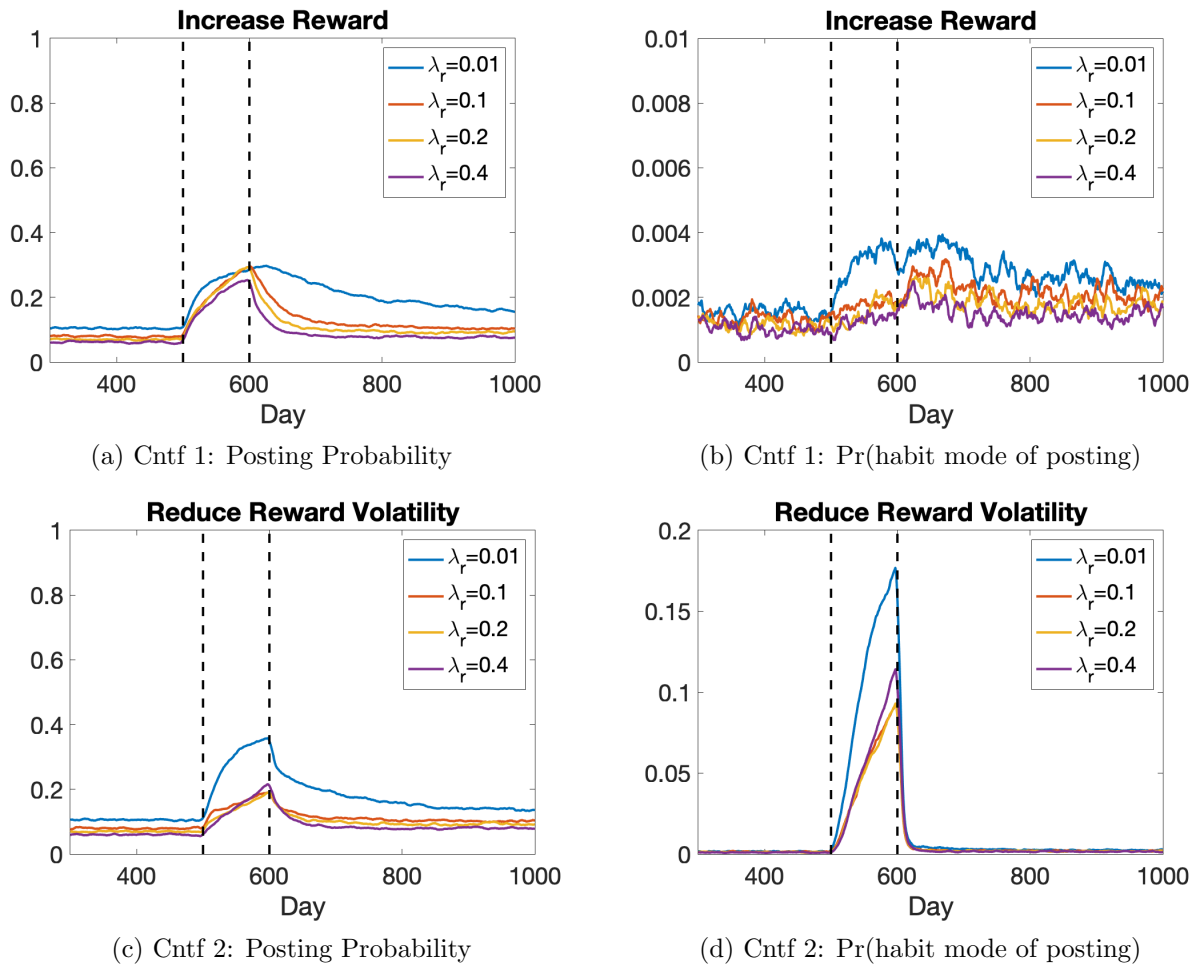 Increase Reward
1
0.8
0.6
0.4
0.2
0
400
600
800
1000
Day
λr=0.01
λr=0.1
λr=0.2
λr=0.4
(a) Cntf 1: Posting Probability
Increase Reward
0.01
0.008
0.006
0.004
0.002
0
400
600
800
1000
Day
λr=0.01
λr=0.1
λr=0.2
λr=0.4
(b) Cntf 1: Pr(habit mode of posting)
Reduce Reward Volatility
1
0.8
0.6
0.4
0.2
0
400
600
800
1000
Day
λr=0.01
λr=0.1
λr=0.2
λr=0.4
(c) Cntf 2: Posting Probability
Reduce Reward Volatility
0.2
0.15
0.1
0.05
0
400
600
800
1000
Day
λr=0.01
λr=0.1
λr=0.2
λr=0.4
(d) Cntf 2: Pr(habit mode of posting)